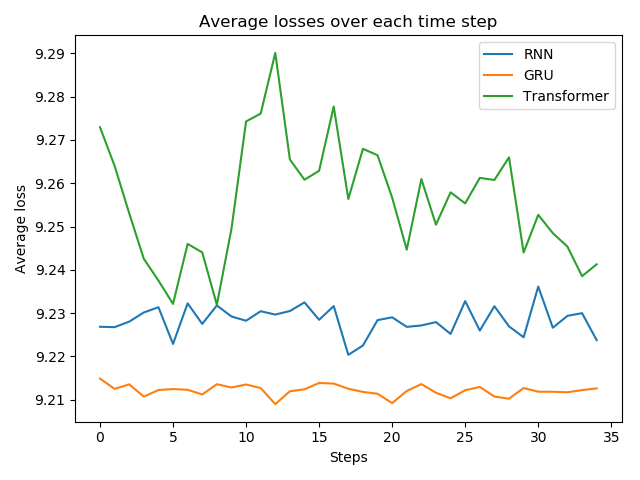 Average losses over each time step
RNN
GRU
Transformer
Average loss
9.29
9.28
9.27
9.26
9.25
9.24
9.23
9.22
9.21
0 5 10 15 20 25 30 35
Steps